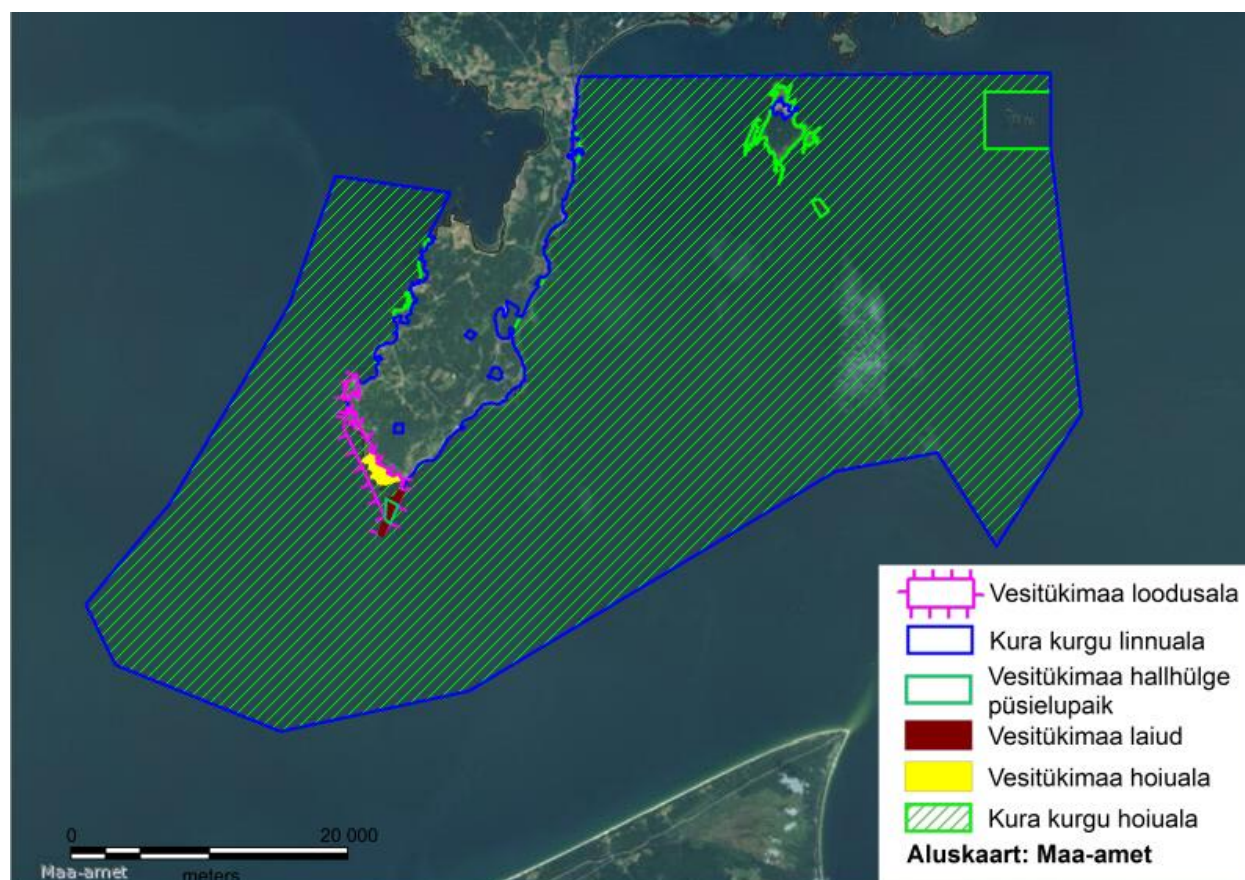 Vesitükimaa loodusala
Kura kurgu linnuala
Vesitükimaa hallhülge
püsielupaik
Vesitükimaa laiud
Vesitükimaa hoiuala
Kura kurgu hoiuala
Aluskaart: Maa-amet
0 20 000
Maa-amet
meters